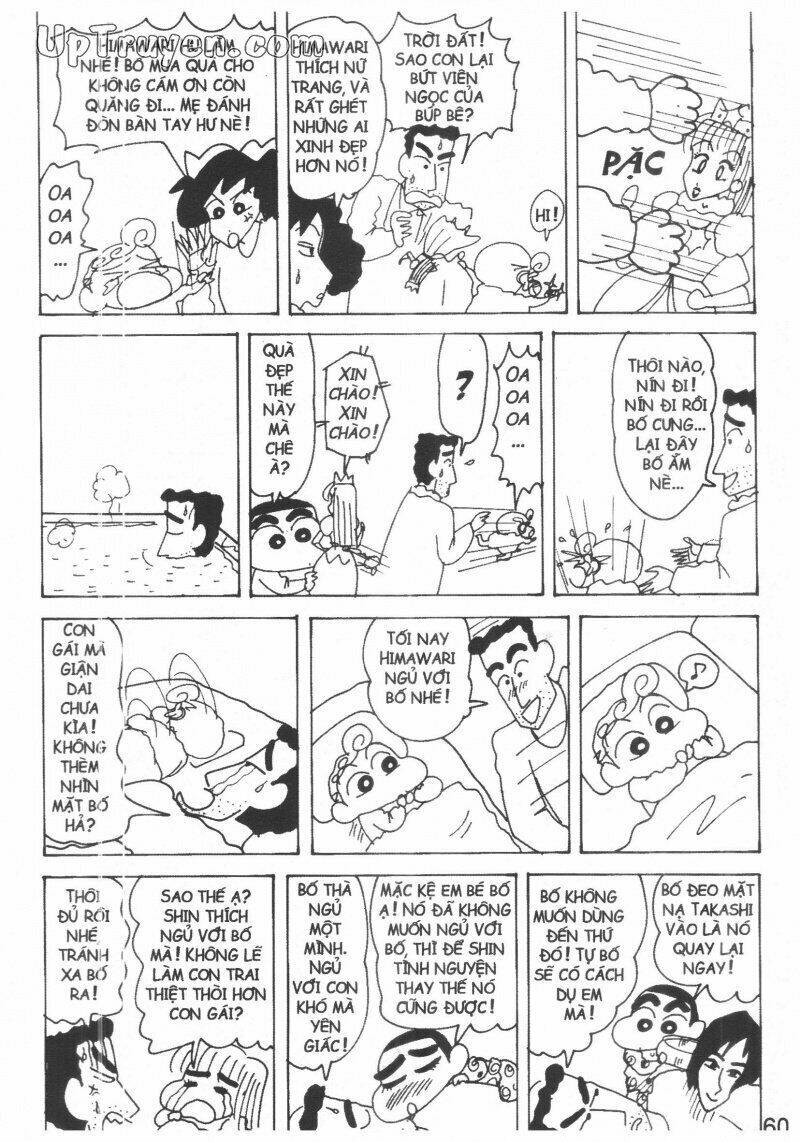 UpTruyen.com
PẶC
TRỜI ĐẤT!
SAO CON LẠI
BỨT VIÊN
NGỌC CỦA
BÚP BÊ?
HI!
HIMAWARI
THÍCH NỮ
TRANG, VÀ
RẤT GHÉT
NHỮNG AI
XINH ĐẸP
HƠN NÓ!
HIMAWARI LÀM
NHÉ! BỐ MUA QUÀ CHO
KHÔNG CÁM ƠN CÒN
QUĂNG ĐI... MẸ ĐÁNH
ĐÒN BÀN TAY HƯ NÈ!
OA
OA
OA
...
THÔI NÀO,
NÍN ĐI!
NÍN ĐI RỒI
BỐ CƯNG...
LẠI ĐÂY
BỐ ẴM
NÈ...
OA
OA
OA
...
?
XIN
CHÀO!
XIN
CHÀO!
QUÀ
ĐẸP
THẾ
NÀY
MÀ
CHÊ
À?
TỐI NAY
HIMAWARI
NGỦ VỚI
BỐ NHÉ!
CON
GÁI MÀ
GIẬN
DAI
CHƯA
KÌA!
KHÔNG
THÈM
NHÌN
MẶT BỐ
HẢ?
BỐ ĐEO MẶT
NẠ TAKASHI
VÀO LÀ NÓ
QUAY LẠI
NGAY!
BỐ KHÔNG
MUỐN DÙNG
ĐẾN THỨ
ĐÓ! TỰ BỐ
SẼ CÓ CÁCH
DỤ EM
MÀ!
MẶC KỆ EM BÉ BỐ
Ạ! NÓ ĐÃ KHÔNG
MUỐN NGỦ VỚI
BỐ, THÌ ĐỂ SHIN
TÌNH NGUYỆN
THAY THẾ NÓ
CŨNG ĐƯỢC!
BỐ THÀ
NGỦ
MỘT
MÌNH.
NGỦ
VỚI CON
KHÓ MÀ
YÊN
GIẤC!
SAO THẾ Ạ?
SHIN THÍCH
NGỦ VỚI BỐ
MÀ! KHÔNG LẼ
LÀM CON TRAI
THIỆT THÒI HƠN
CON GÁI?
THÔI
ĐỦ RỒI
NHÉ,
TRÁNH
XA BỐ
RA!
60